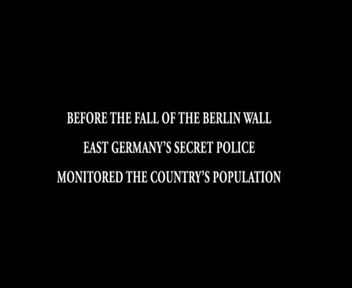 BEFORE THE FALL OF THE BERLIN WALL
EAST GERMANY'S SECRET POLICE
MONITORED THE COUNTRY'S POPULATION